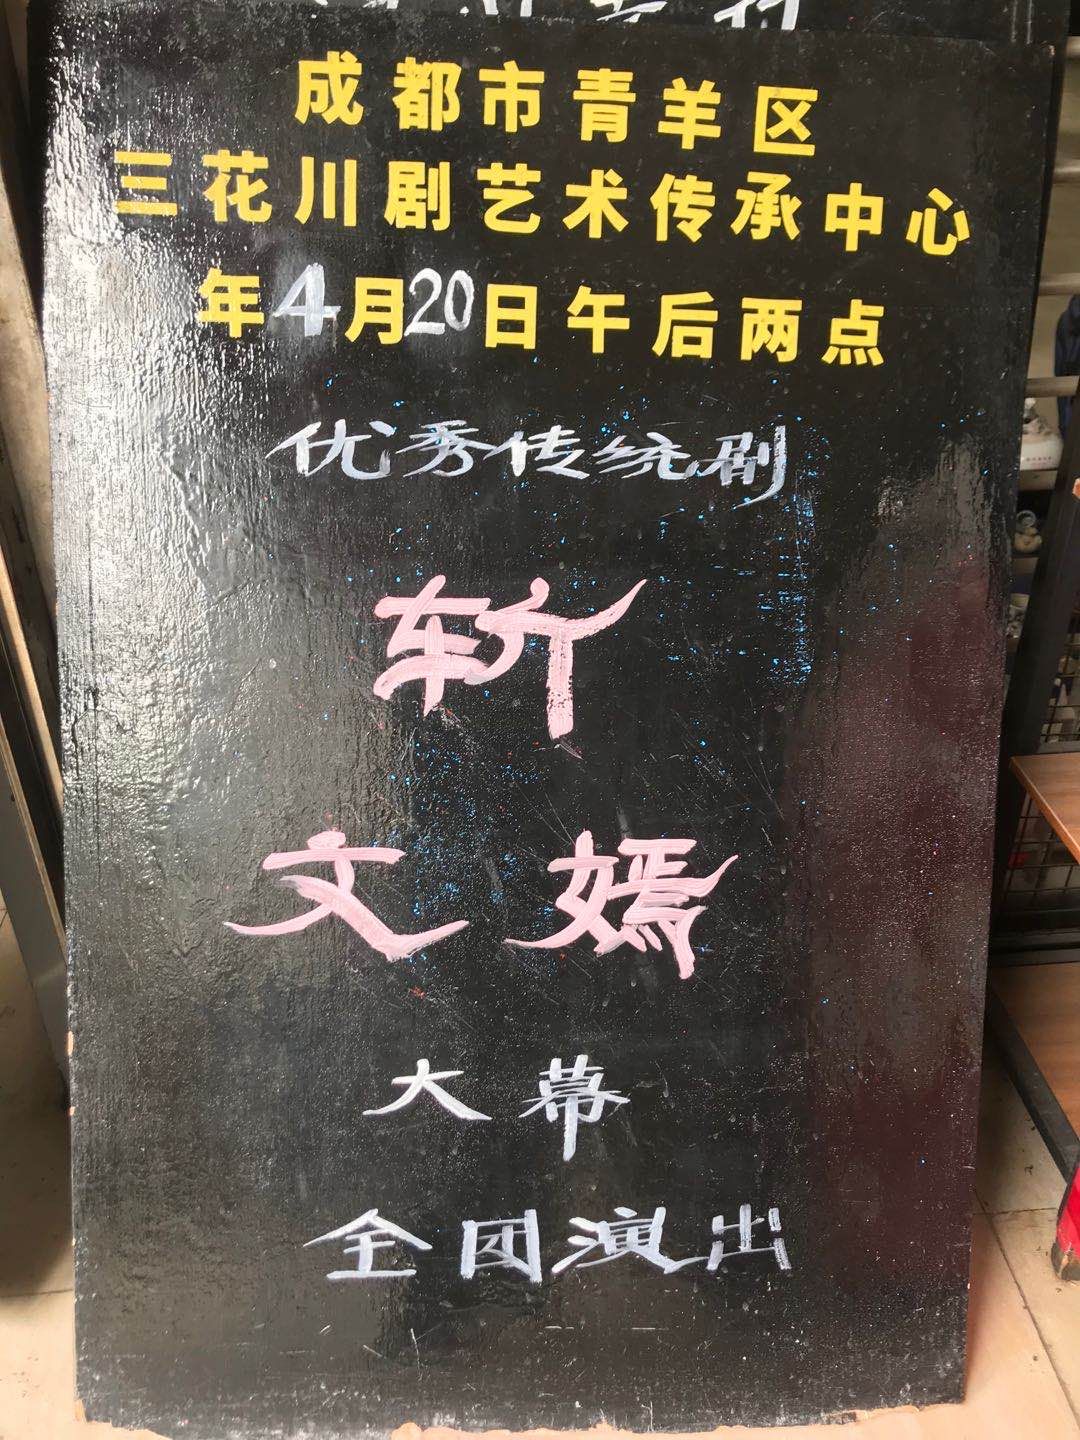 成都市青羊区
三花川剧艺术传承中心
年4月20日午后两点
优秀传统剧
斩
文嫣
大幕
全团演出